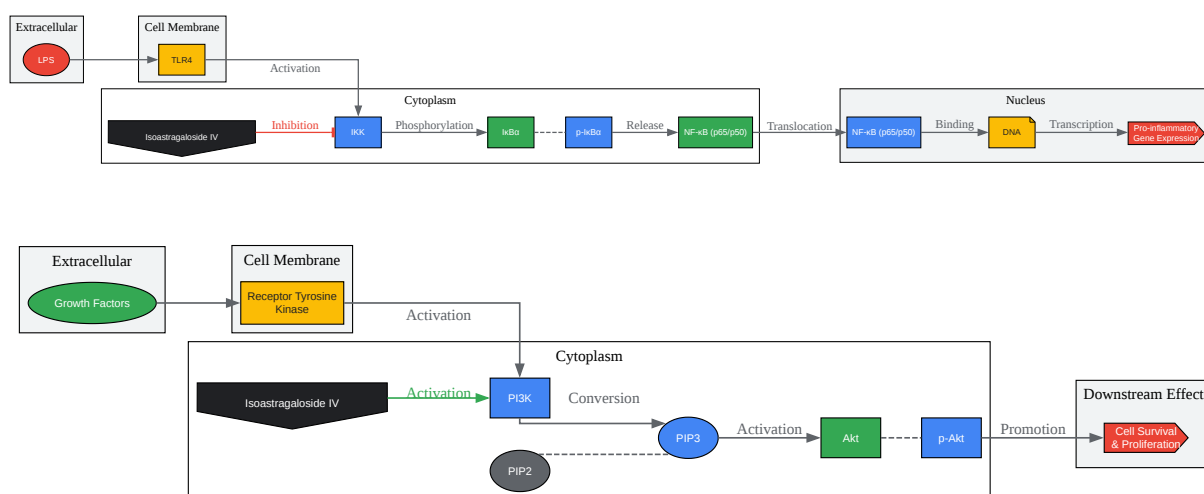 Extracellular
LPS
Cell Membrane
TLR4
Activation
Cytoplasm
Isoastragaloside IV
Inhibition
IKK
Phosphorylation
IκBα
p-IκBα
Release
NF-κB (p65/p50)
Translocation
Nucleus
NF-κB (p65/p50)
Binding
DNA
Transcription
Pro-inflammatory
Gene Expression
Extracellular
Growth Factors
Cell Membrane
Receptor Tyrosine
Kinase
Activation
Cytoplasm
Isoastragaloside IV
Activation
PI3K
Conversion
PIP3
PIP2
Activation
Akt
p-Akt
Promotion
Downstream Effect
Cell Survival
& Proliferation